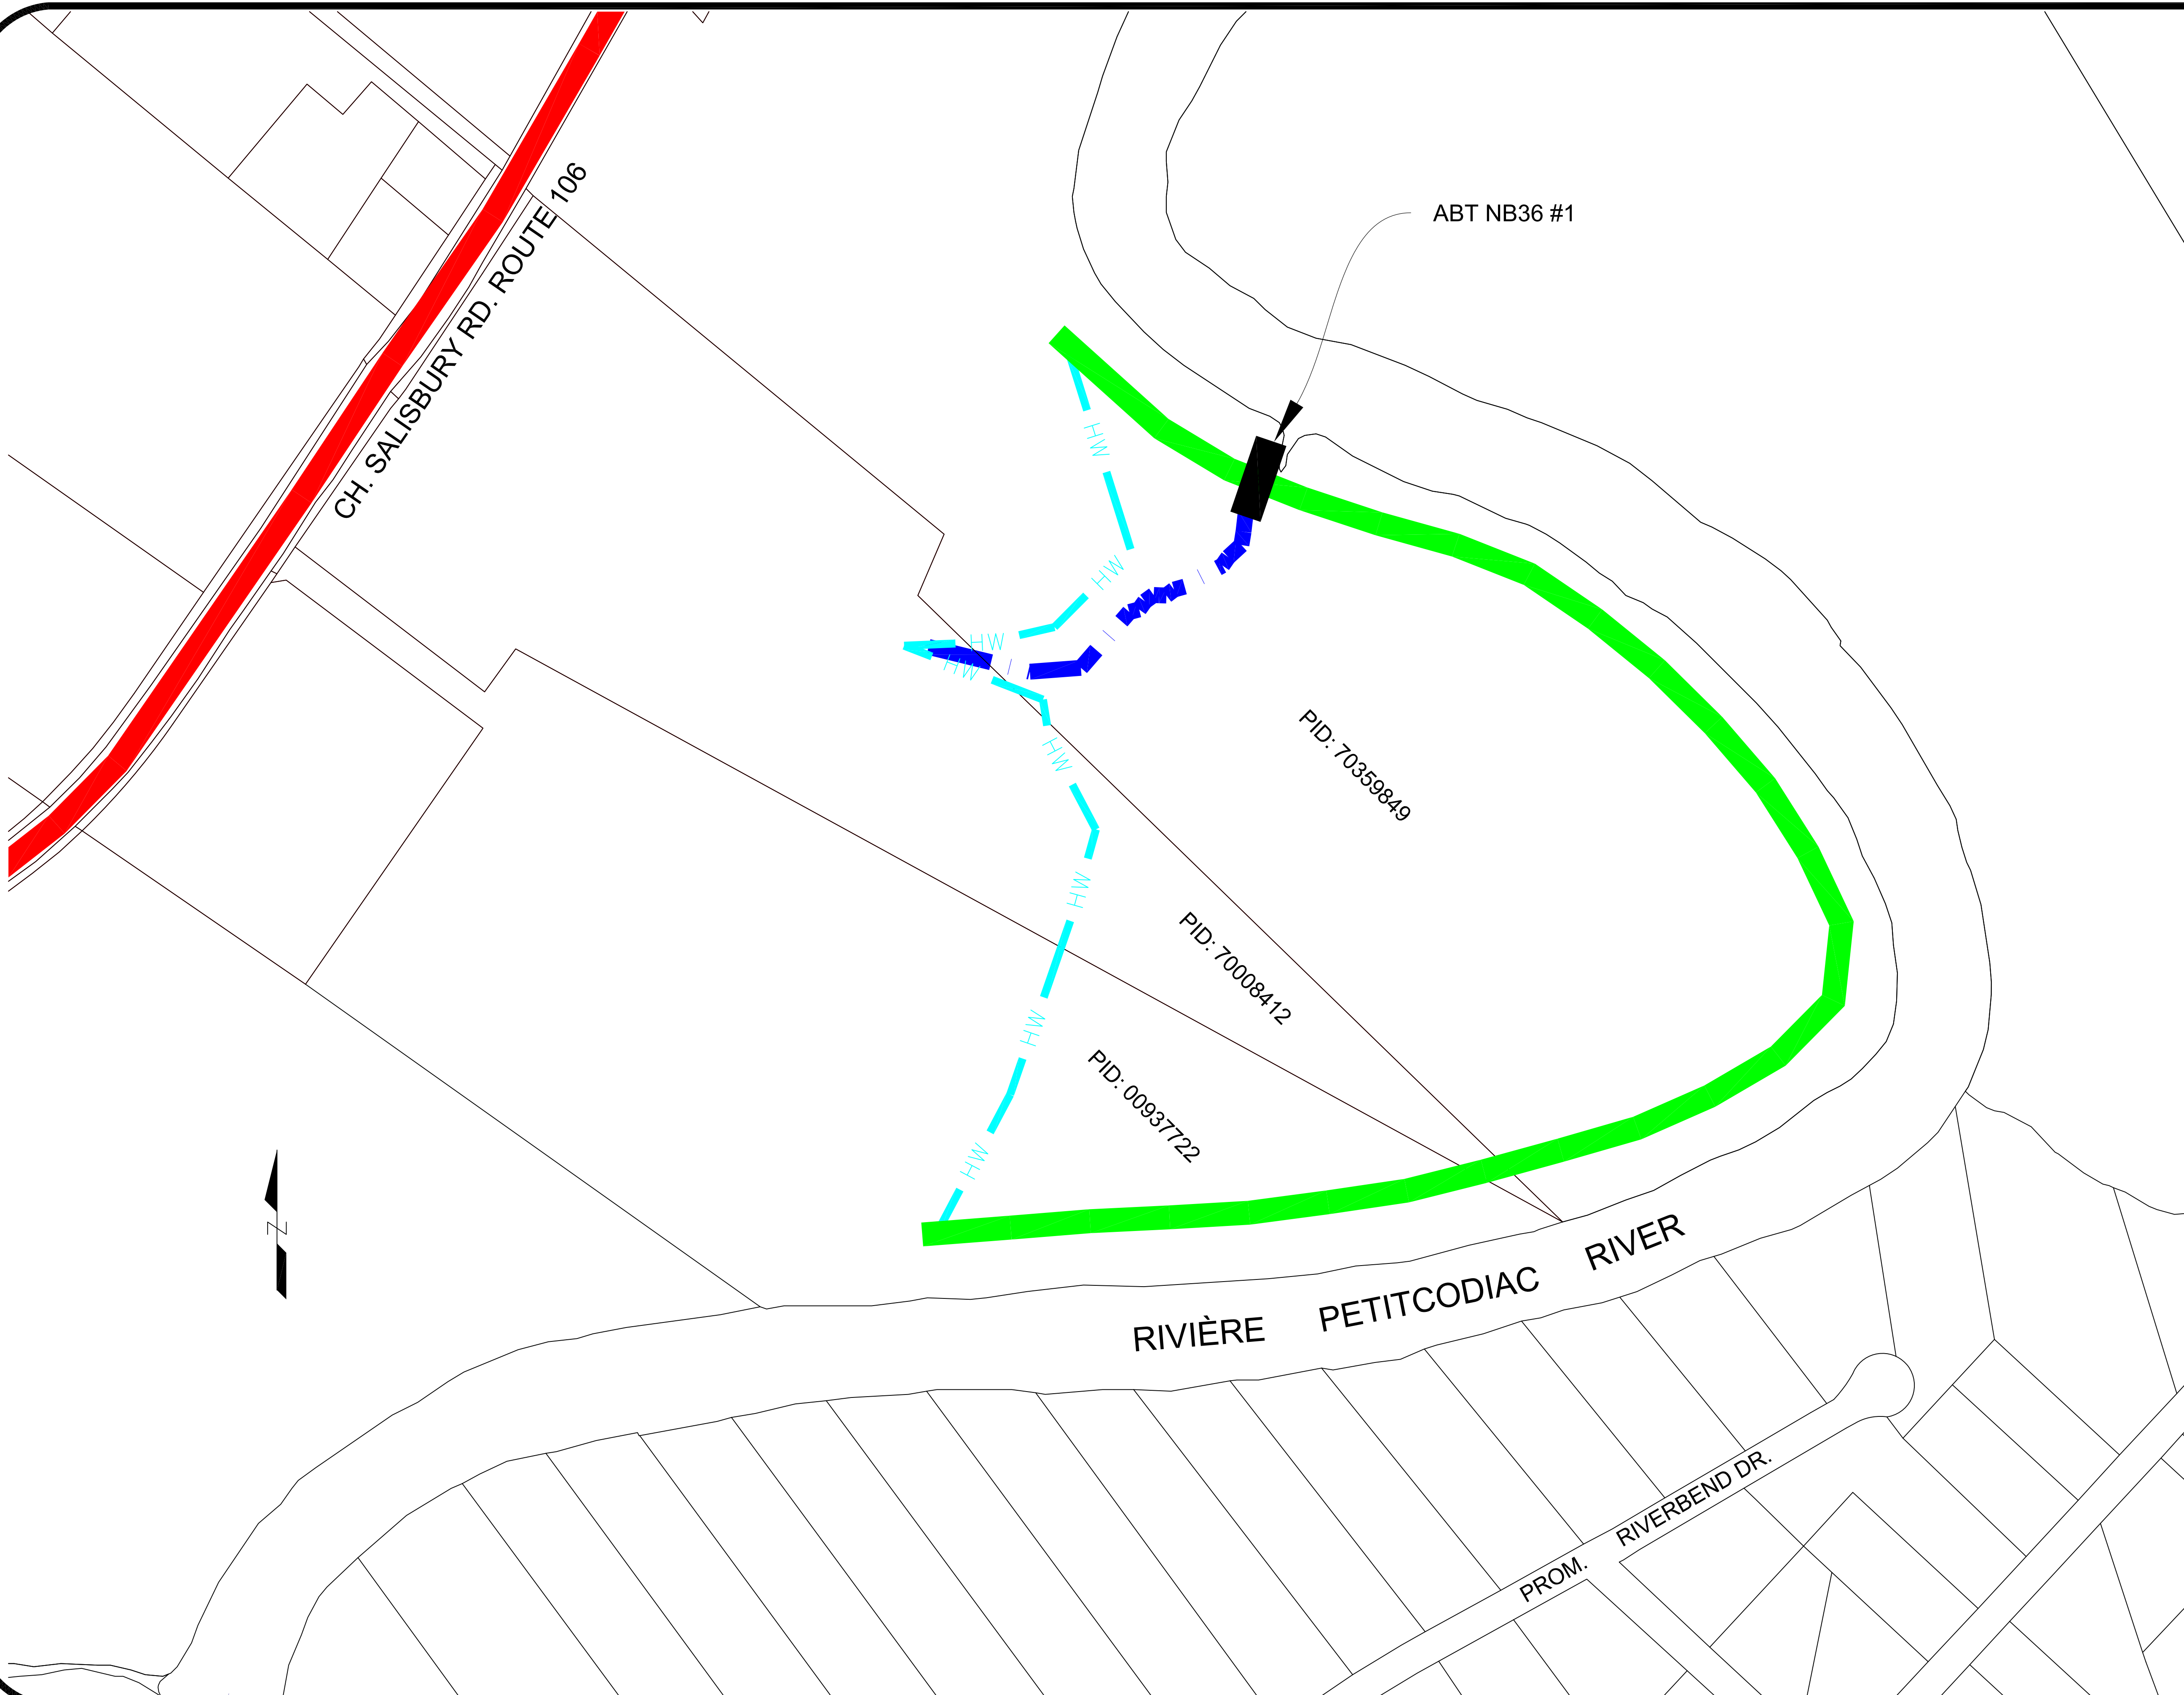 CH. SALISBURY RD. ROUTE 106
ABT NB36 #1
HW
HW
HW
HW
HW
HW
HW
HW
PID: 70359849
PID: 70008412
PID: 00937722
N
RIVIÈRE PETITCODIAC RIVER
PROM. RIVERBEND DR.